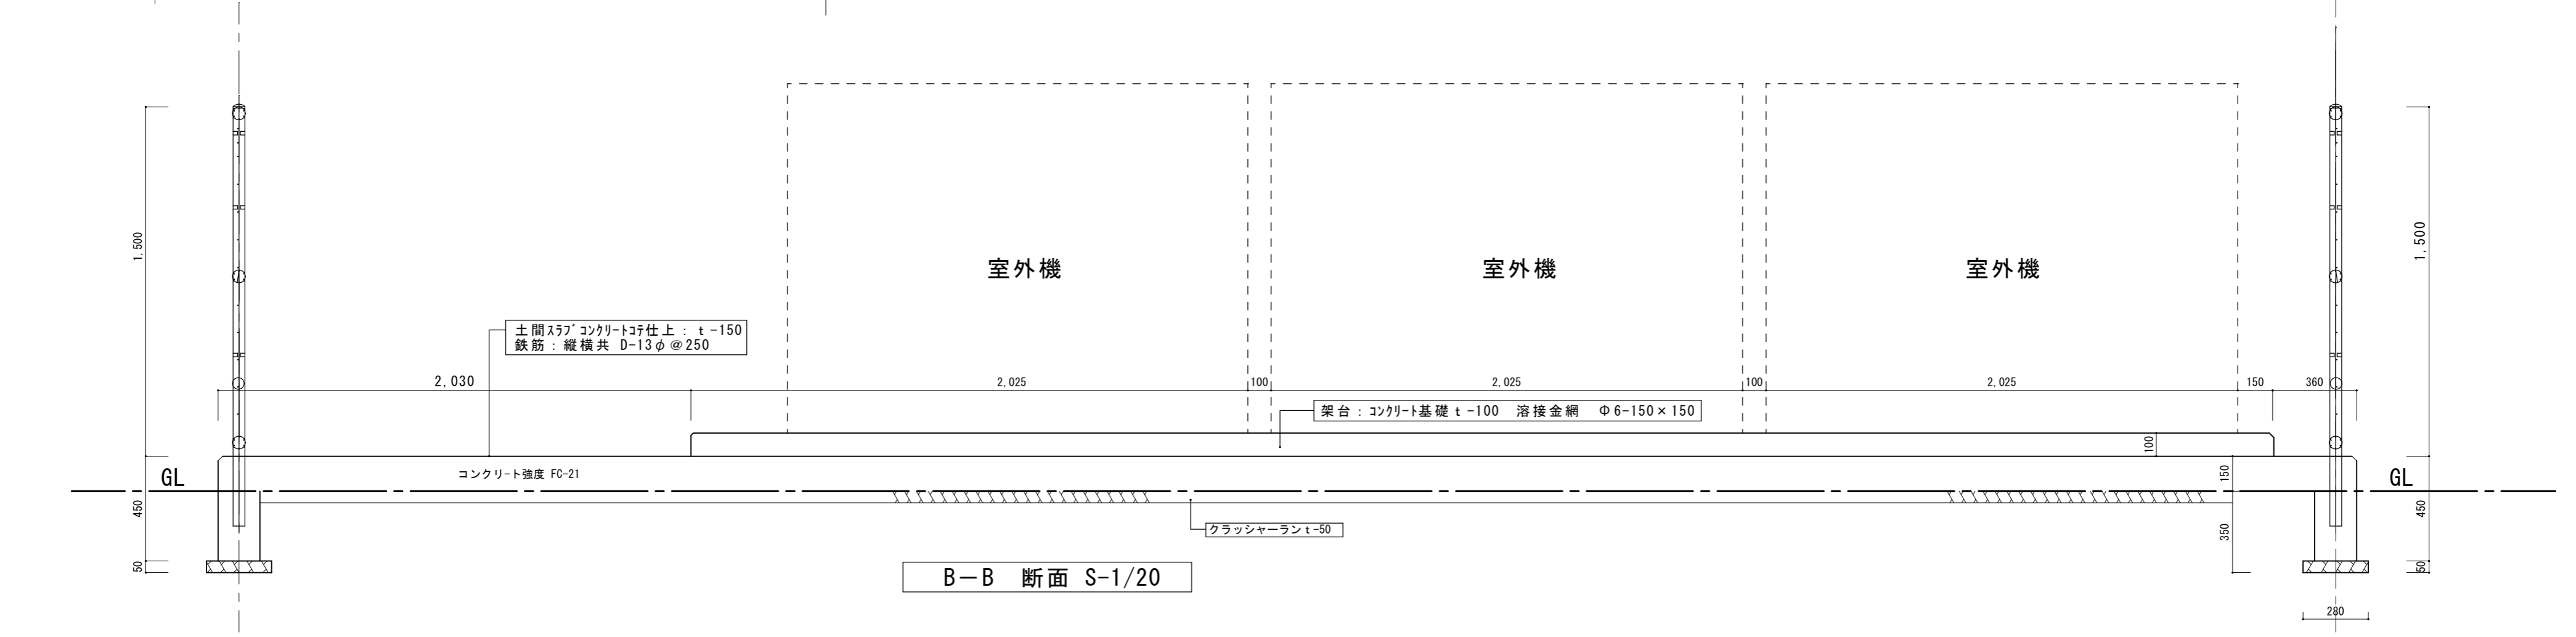 室外機
室外機
室外機
1,500
1,500
土間ｽﾗﾌﾞｺﾝｸﾘｰﾄｺﾃ仕上：ｔ-150
鉄筋：縦横共 D-13φ＠250
2,030
2,025
100
2,025
100
2,025
150
360
架台：ｺﾝｸﾘｰﾄ基礎ｔ-100　溶接金網　Φ6-150×150
100
コンクリ-ト強度 FC-21
150
GL
GL
450
450
クラッシャーランｔ-50
350
50
50
B－B　断面 S-1/20
280